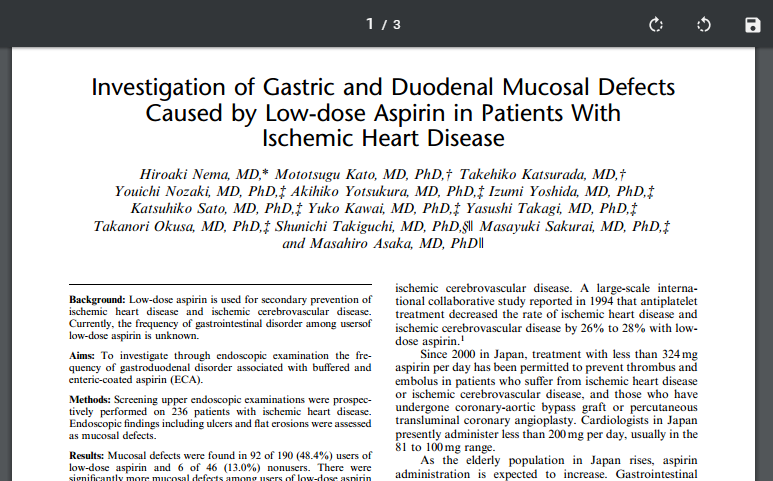 1 / 3
Investigation of Gastric and Duodenal Mucosal Defects
Caused by Low-dose Aspirin in Patients With
Ischemic Heart Disease
Hiroaki Nema, MD,* Mototsugu Kato, MD, PhD,† Takehiko Katsurada, MD,†
Youichi Nozaki, MD, PhD,‡ Akihiko Yotsukura, MD, PhD,‡ Izumi Yoshida, MD, PhD,‡
Katsuhiko Sato, MD, PhD,‡ Yuko Kawai, MD, PhD,‡ Yasushi Takagi, MD, PhD,‡
Takanori Okusa, MD, PhD,‡ Shunichi Takiguchi, MD, PhD,§‖ Masayuki Sakurai, MD, PhD,‡
and Masahiro Asaka, MD, PhD‖
Background: Low-dose aspirin is used for secondary prevention of
ischemic heart disease and ischemic cerebrovascular disease.
Currently, the frequency of gastrointestinal disorder among usersof
low-dose aspirin is unknown.
Aims: To investigate through endoscopic examination the fre-
quency of gastroduodenal disorder associated with buffered and
enteric-coated aspirin (ECA).
Methods: Screening upper endoscopic examinations were prospec-
tively performed on 236 patients with ischemic heart disease.
Endoscopic findings including ulcers and flat erosions were assessed
as mucosal defects.
Results: Mucosal defects were found in 92 of 190 (48.4%) users of
low-dose aspirin and 6 of 46 (13.0%) nonusers. There were
significantly more mucosal defects among users of low-dose aspirin
ischemic cerebrovascular disease. A large-scale interna-
tional collaborative study reported in 1994 that antiplatelet
treatment decreased the rate of ischemic heart disease and
ischemic cerebrovascular disease by 26% to 28% with low-
dose aspirin.1
Since 2000 in Japan, treatment with less than 324 mg
aspirin per day has been permitted to prevent thrombus and
embolus in patients who suffer from ischemic heart disease
or ischemic cerebrovascular disease, and those who have
undergone coronary-aortic bypass graft or percutaneous
transluminal coronary angioplasty. Cardiologists in Japan
presently administer less than 200 mg per day, usually in the
81 to 100 mg range.
As the elderly population in Japan rises, aspirin
administration is expected to increase. Gastrointestinal